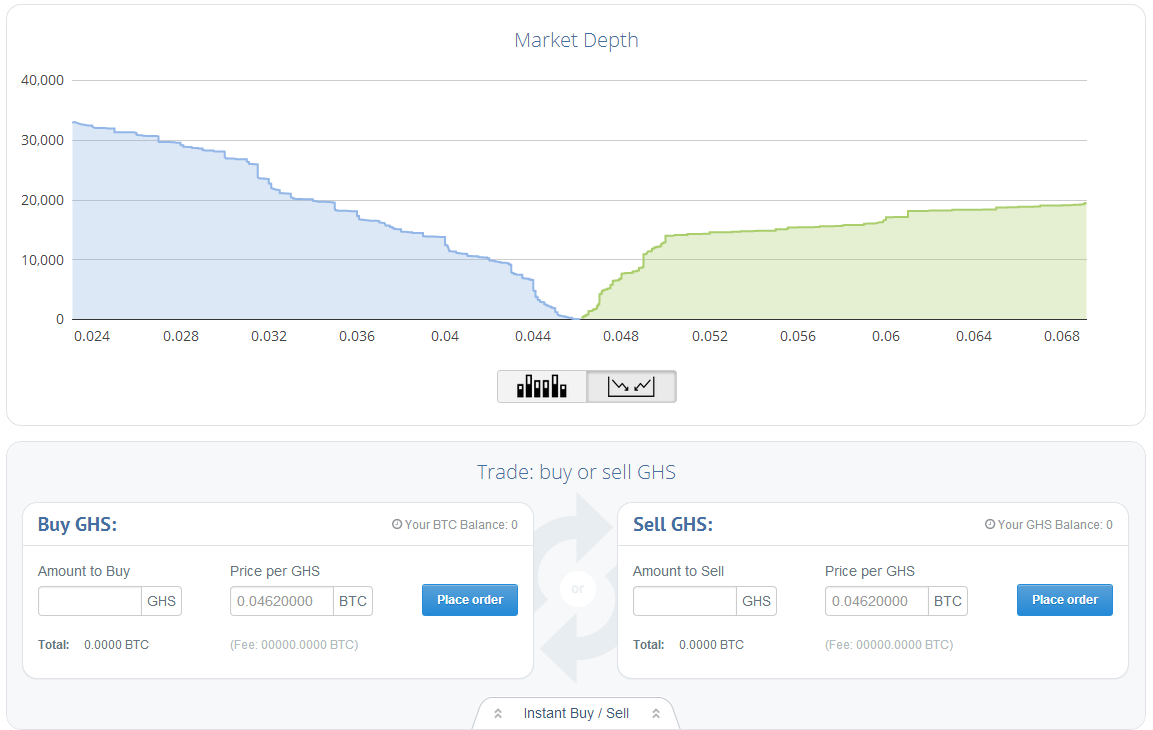 Market Depth
40,000
30,000
20,000
10,000
0
0.024 0.028 0.032 0.036 0.04 0.044 0.048 0.052 0.056 0.06 0.064 0.068
Trade: buy or sell GHS
Buy GHS: Your BTC Balance: 0
Amount to Buy Price per GHS
GHS 0.04620000 BTC Place order
Total: 0.0000 BTC (Fee: 00000.0000 BTC)
or
Sell GHS: Your GHS Balance: 0
Amount to Sell Price per GHS
GHS 0.04620000 BTC Place order
Total: 0.0000 BTC (Fee: 00000.0000 BTC)
Instant Buy / Sell